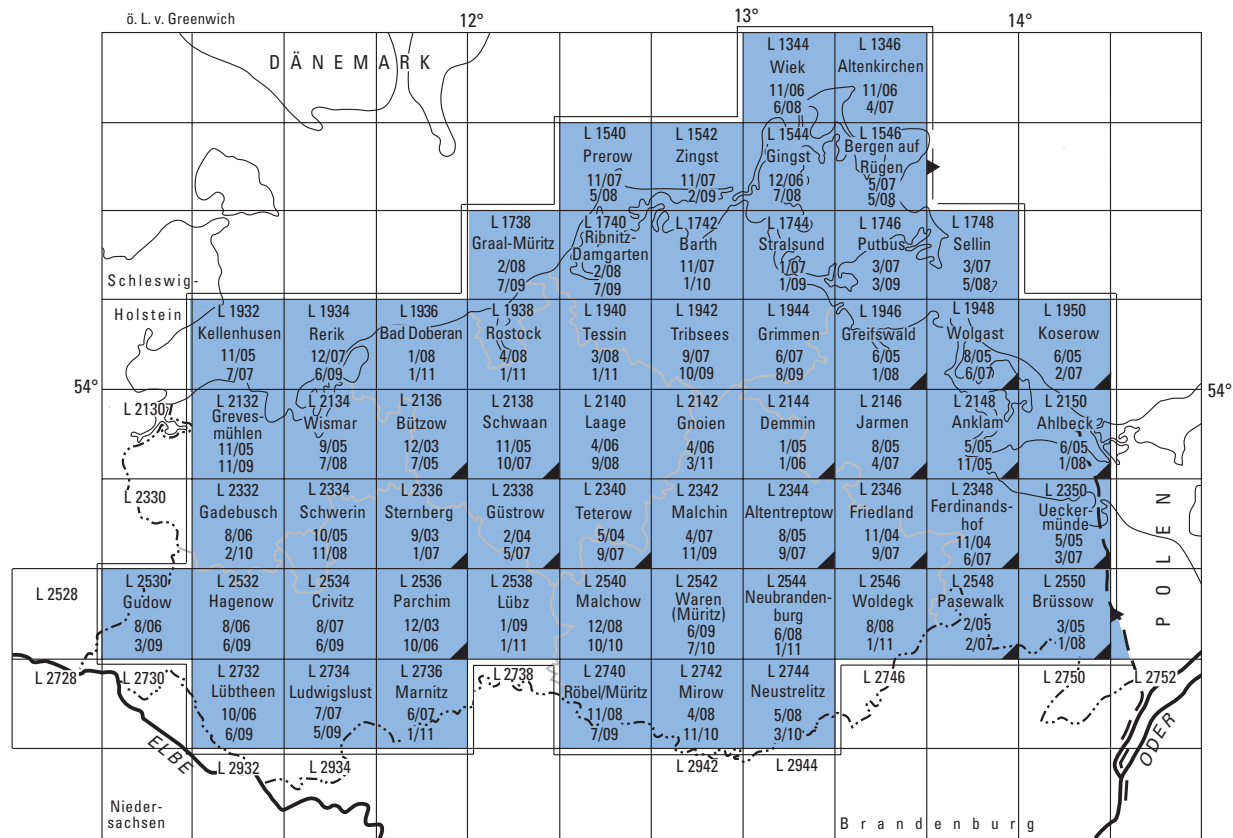 ö. L. v. Greenwich
12°
13°
14°
DÄNEMARK
L 1344
Wiek
11/06
6/08
L 1346
Altenkirchen
11/06
4/07
L 1540
Prerow
11/07
5/08
L 1542
Zingst
11/07
2/09
L 1544
Gingst
12/06
7/08
L 1546
Bergen auf
Rügen
5/07
5/08
L 1738
Graal-Müritz
2/08
7/09
L 1740
Ribnitz-
Damgarten
2/08
7/09
L 1742
Barth
11/07
1/10
L 1744
Stralsund
1/07
1/09
L 1746
Putbus
3/07
3/09
L 1748
Sellin
3/07
5/08
Schleswig-
Holstein
L 1932
Kellenhusen
11/05
7/07
L 1934
Rerik
12/07
6/09
L 1936
Bad Doberan
1/08
1/11
L 1938
Rostock
4/08
1/11
L 1940
Tessin
3/08
1/11
L 1942
Tribsees
9/07
10/09
L 1944
Grimmen
6/07
8/09
L 1946
Greifswald
6/05
1/08
L 1948
Wolgast
8/05
6/07
L 1950
Koserow
6/05
2/07
54°
54°
L 2130
L 2132
Greves-
mühlen
11/05
11/09
L 2134
Wismar
9/05
7/08
L 2136
Bützow
12/03
7/05
L 2138
Schwaan
11/05
10/07
L 2140
Laage
4/06
9/08
L 2142
Gnoien
4/06
3/11
L 2144
Demmin
1/05
1/06
L 2146
Jarmen
8/05
4/07
L 2148
Anklam
5/05
11/05
L 2150
Ahlbeck
6/05
1/08
L 2330
L 2332
Gadebusch
8/06
2/10
L 2334
Schwerin
10/05
11/08
L 2336
Sternberg
9/03
1/07
L 2338
Güstrow
2/04
5/07
L 2340
Teterow
5/04
9/07
L 2342
Malchin
4/07
11/09
L 2344
Altentreptow
8/05
9/07
L 2346
Friedland
11/04
9/07
L 2348
Ferdinands-
hof
11/04
6/07
L 2350
Uecker-
münde
5/05
3/07
POLEN
L 2528
L 2530
Gudow
8/06
3/09
L 2532
Hagenow
8/06
6/09
L 2534
Crivitz
8/07
6/09
L 2536
Parchim
12/03
10/06
L 2538
Lübz
1/09
1/11
L 2540
Malchow
12/08
10/10
L 2542
Waren
(Müritz)
6/09
7/10
L 2544
Neubranden-
burg
6/08
1/11
L 2546
Woldegk
8/08
1/11
L 2548
Pasewalk
2/05
2/07
L 2550
Brüssow
3/05
1/08
L 2728
L 2730
L 2732
Lübtheen
10/06
6/09
L 2734
Ludwigslust
7/07
5/09
L 2736
Marnitz
6/07
1/11
L 2738
L 2740
Röbel/Müritz
11/08
7/09
L 2742
Mirow
4/08
11/10
L 2744
Neustrelitz
5/08
3/10
L 2746
L 2750
L 2752
ELBE
ODER
L 2932
L 2934
L 2942
L 2944
Nieder-
sachsen
Brandenburg